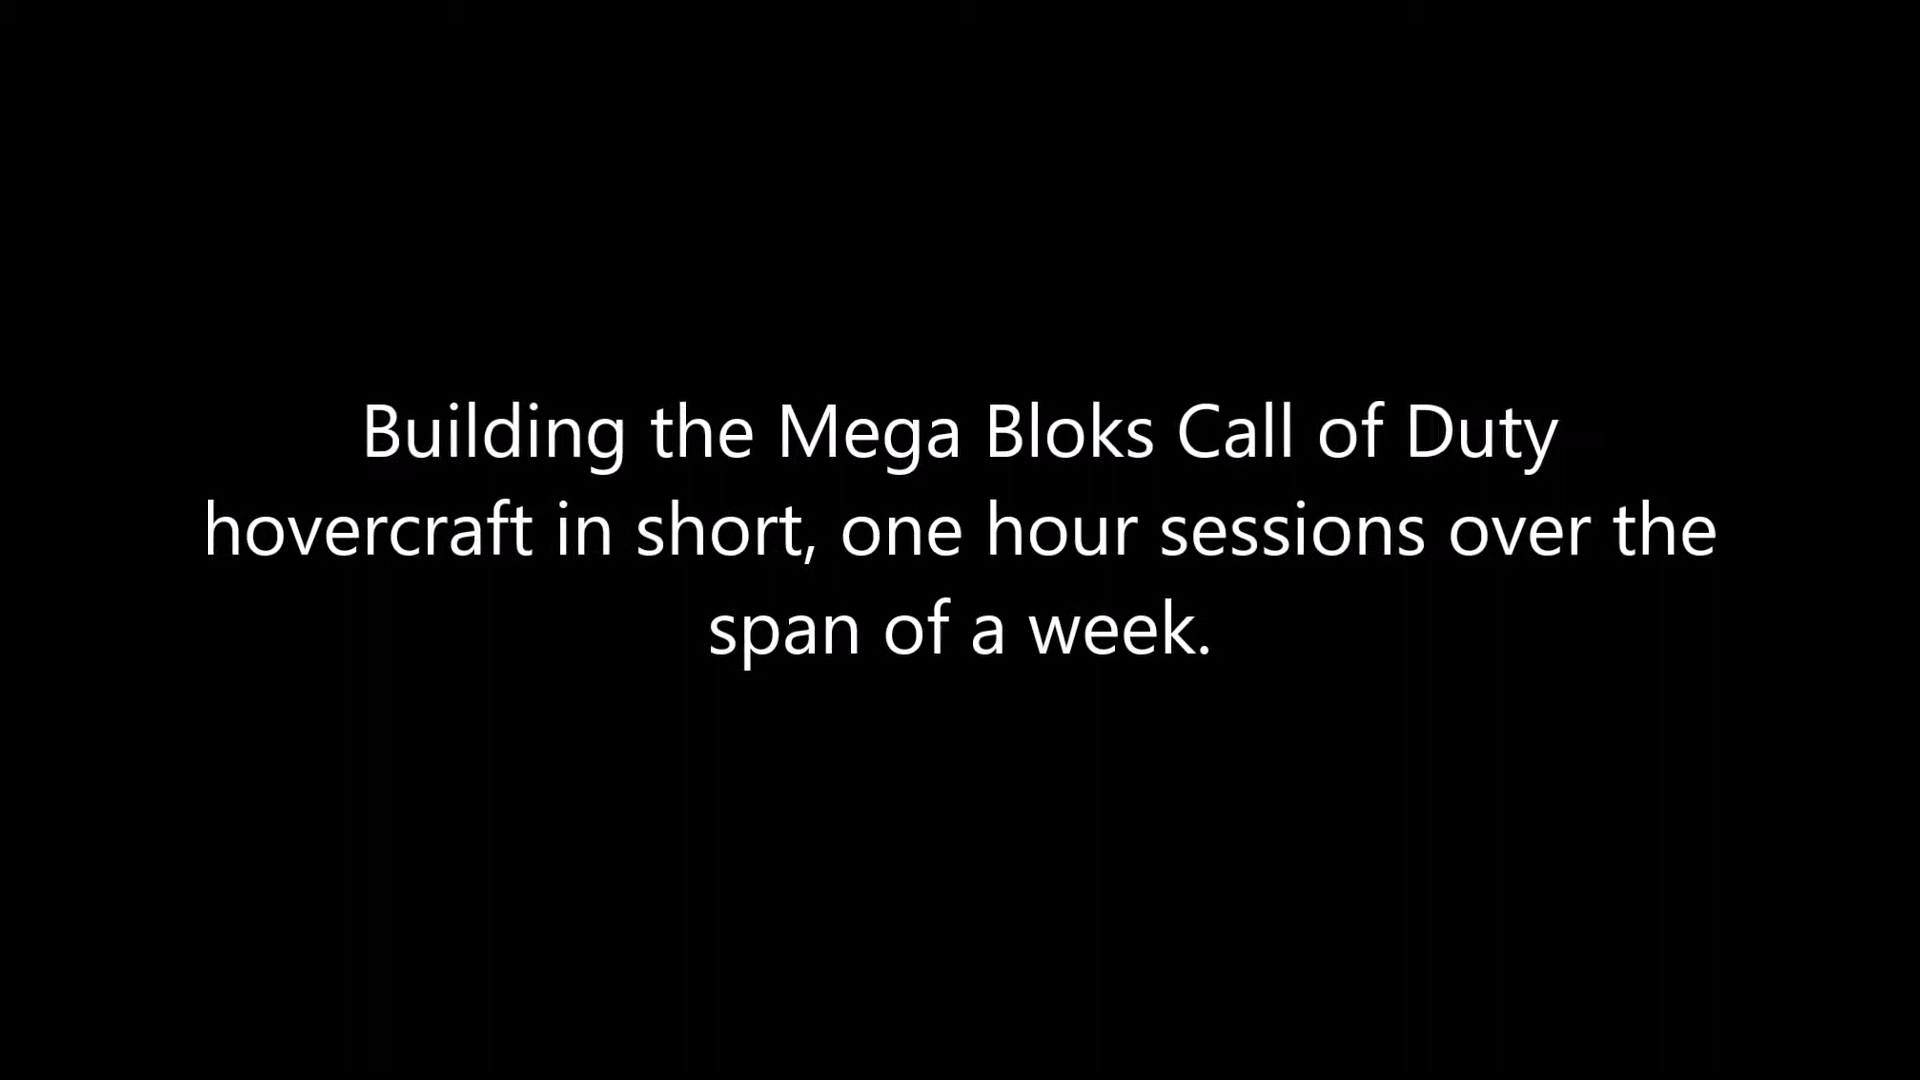 Building the Mega Bloks Call of Duty
hovercraft in short, one hour sessions over the
span of a week.